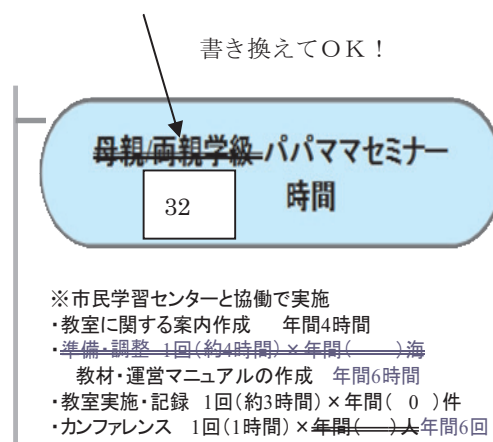 書き換えてOK！
母親/両親学級 パパママセミナー
32 時間
※市民学習センターと協働で実施
・教室に関する案内作成　年間4時間
・準備・調整　1回（約4時間）×年間（　　）海
教材・運営マニュアルの作成　年間6時間
・教室実施・記録　1回（約3時間）×年間（　0　）件
・カンファレンス　1回（1時間）×年間（　　）人年間6回